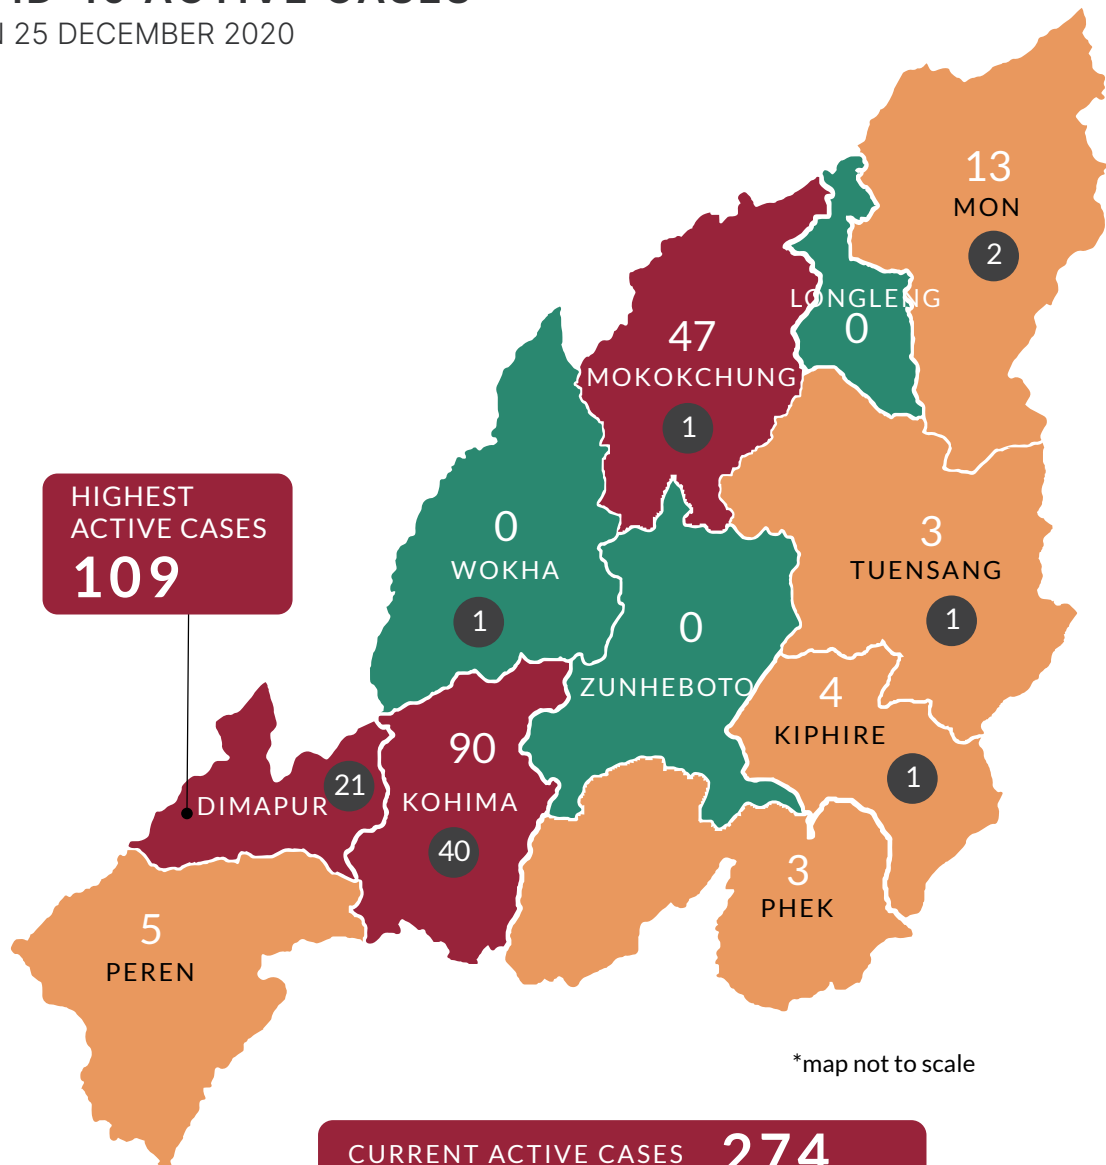 25 DECEMBER 2020
13
MON
2
LONGLENG
0
47
MOKOKCHUNG
1
HIGHEST
ACTIVE CASES
109
0
WOKHA
1
3
TUENSANG
1
0
ZUNHEBOTO
4
KIPHIRE
1
90
KOHIMA
40
21
DIMAPUR
3
PHEK
5
PEREN
*map not to scale
CURRENT ACTIVE CASES 274